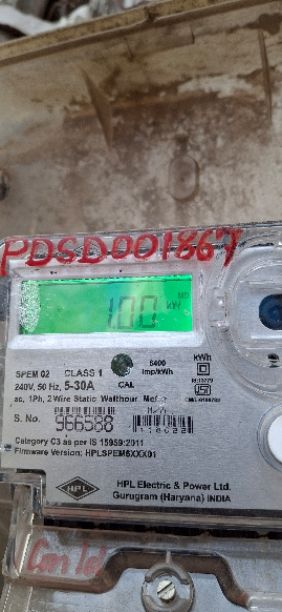 PDSD001867
1.00 kW
MD
SPEM 02 CLASS 1
240V, 50 Hz, 5-30A
CAL
6400
imp/kWh
kWh
ac, 1Ph, 2 Wire Static Watthour Meter
S. No. 966588
Category C3 as per IS 15959:2011
Firmware Version: HPLSPEM6XXX01
HPL
HPL Electric & Power Ltd.
Gurugram (Haryana) INDIA